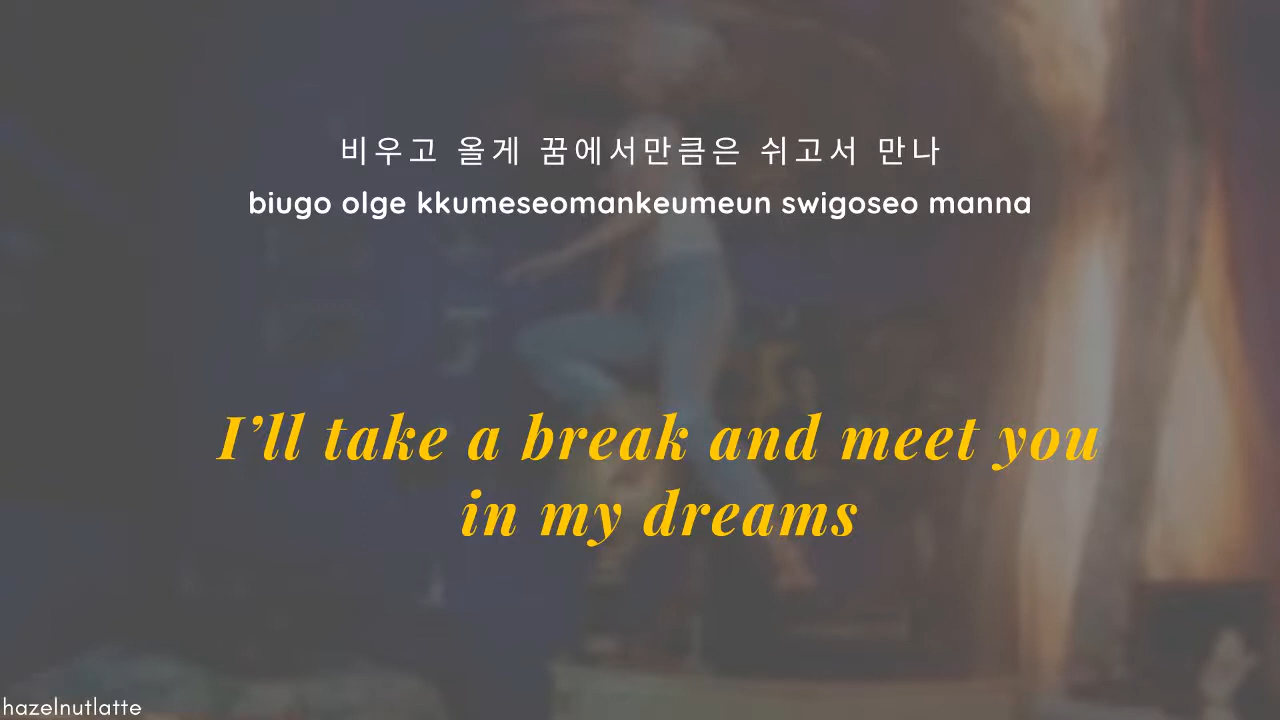 비우고 올게 꿈에서만큼은 쉬고서 만나
biugo olge kkumeseomankeumeun swigoseo manna
I’ll take a break and meet you
in my dreams
hazelnutlatte